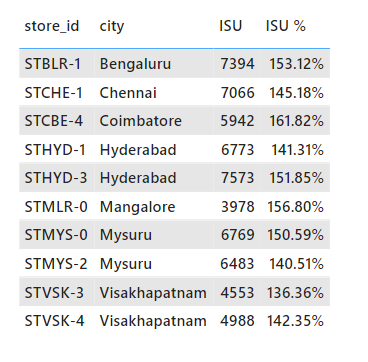 store_id city ISU ISU %
STBLR-1 Bengaluru 7394 153.12%
STCHE-1 Chennai 7066 145.18%
STCBE-4 Coimbatore 5942 161.82%
STHYD-1 Hyderabad 6773 141.31%
STHYD-3 Hyderabad 7573 151.85%
STMLR-0 Mangalore 3978 156.80%
STMYS-0 Mysuru 6769 150.59%
STMYS-2 Mysuru 6483 140.51%
STVSK-3 Visakhapatnam 4553 136.36%
STVSK-4 Visakhapatnam 4988 142.35%